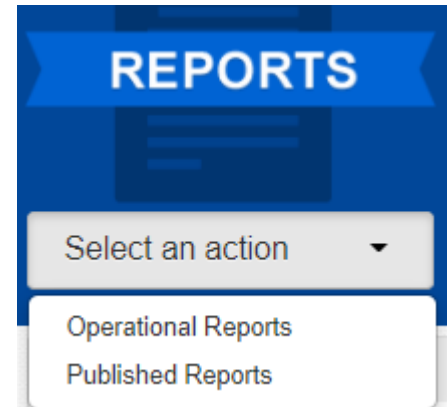 REPORTS
Select an action
Operational Reports
Published Reports